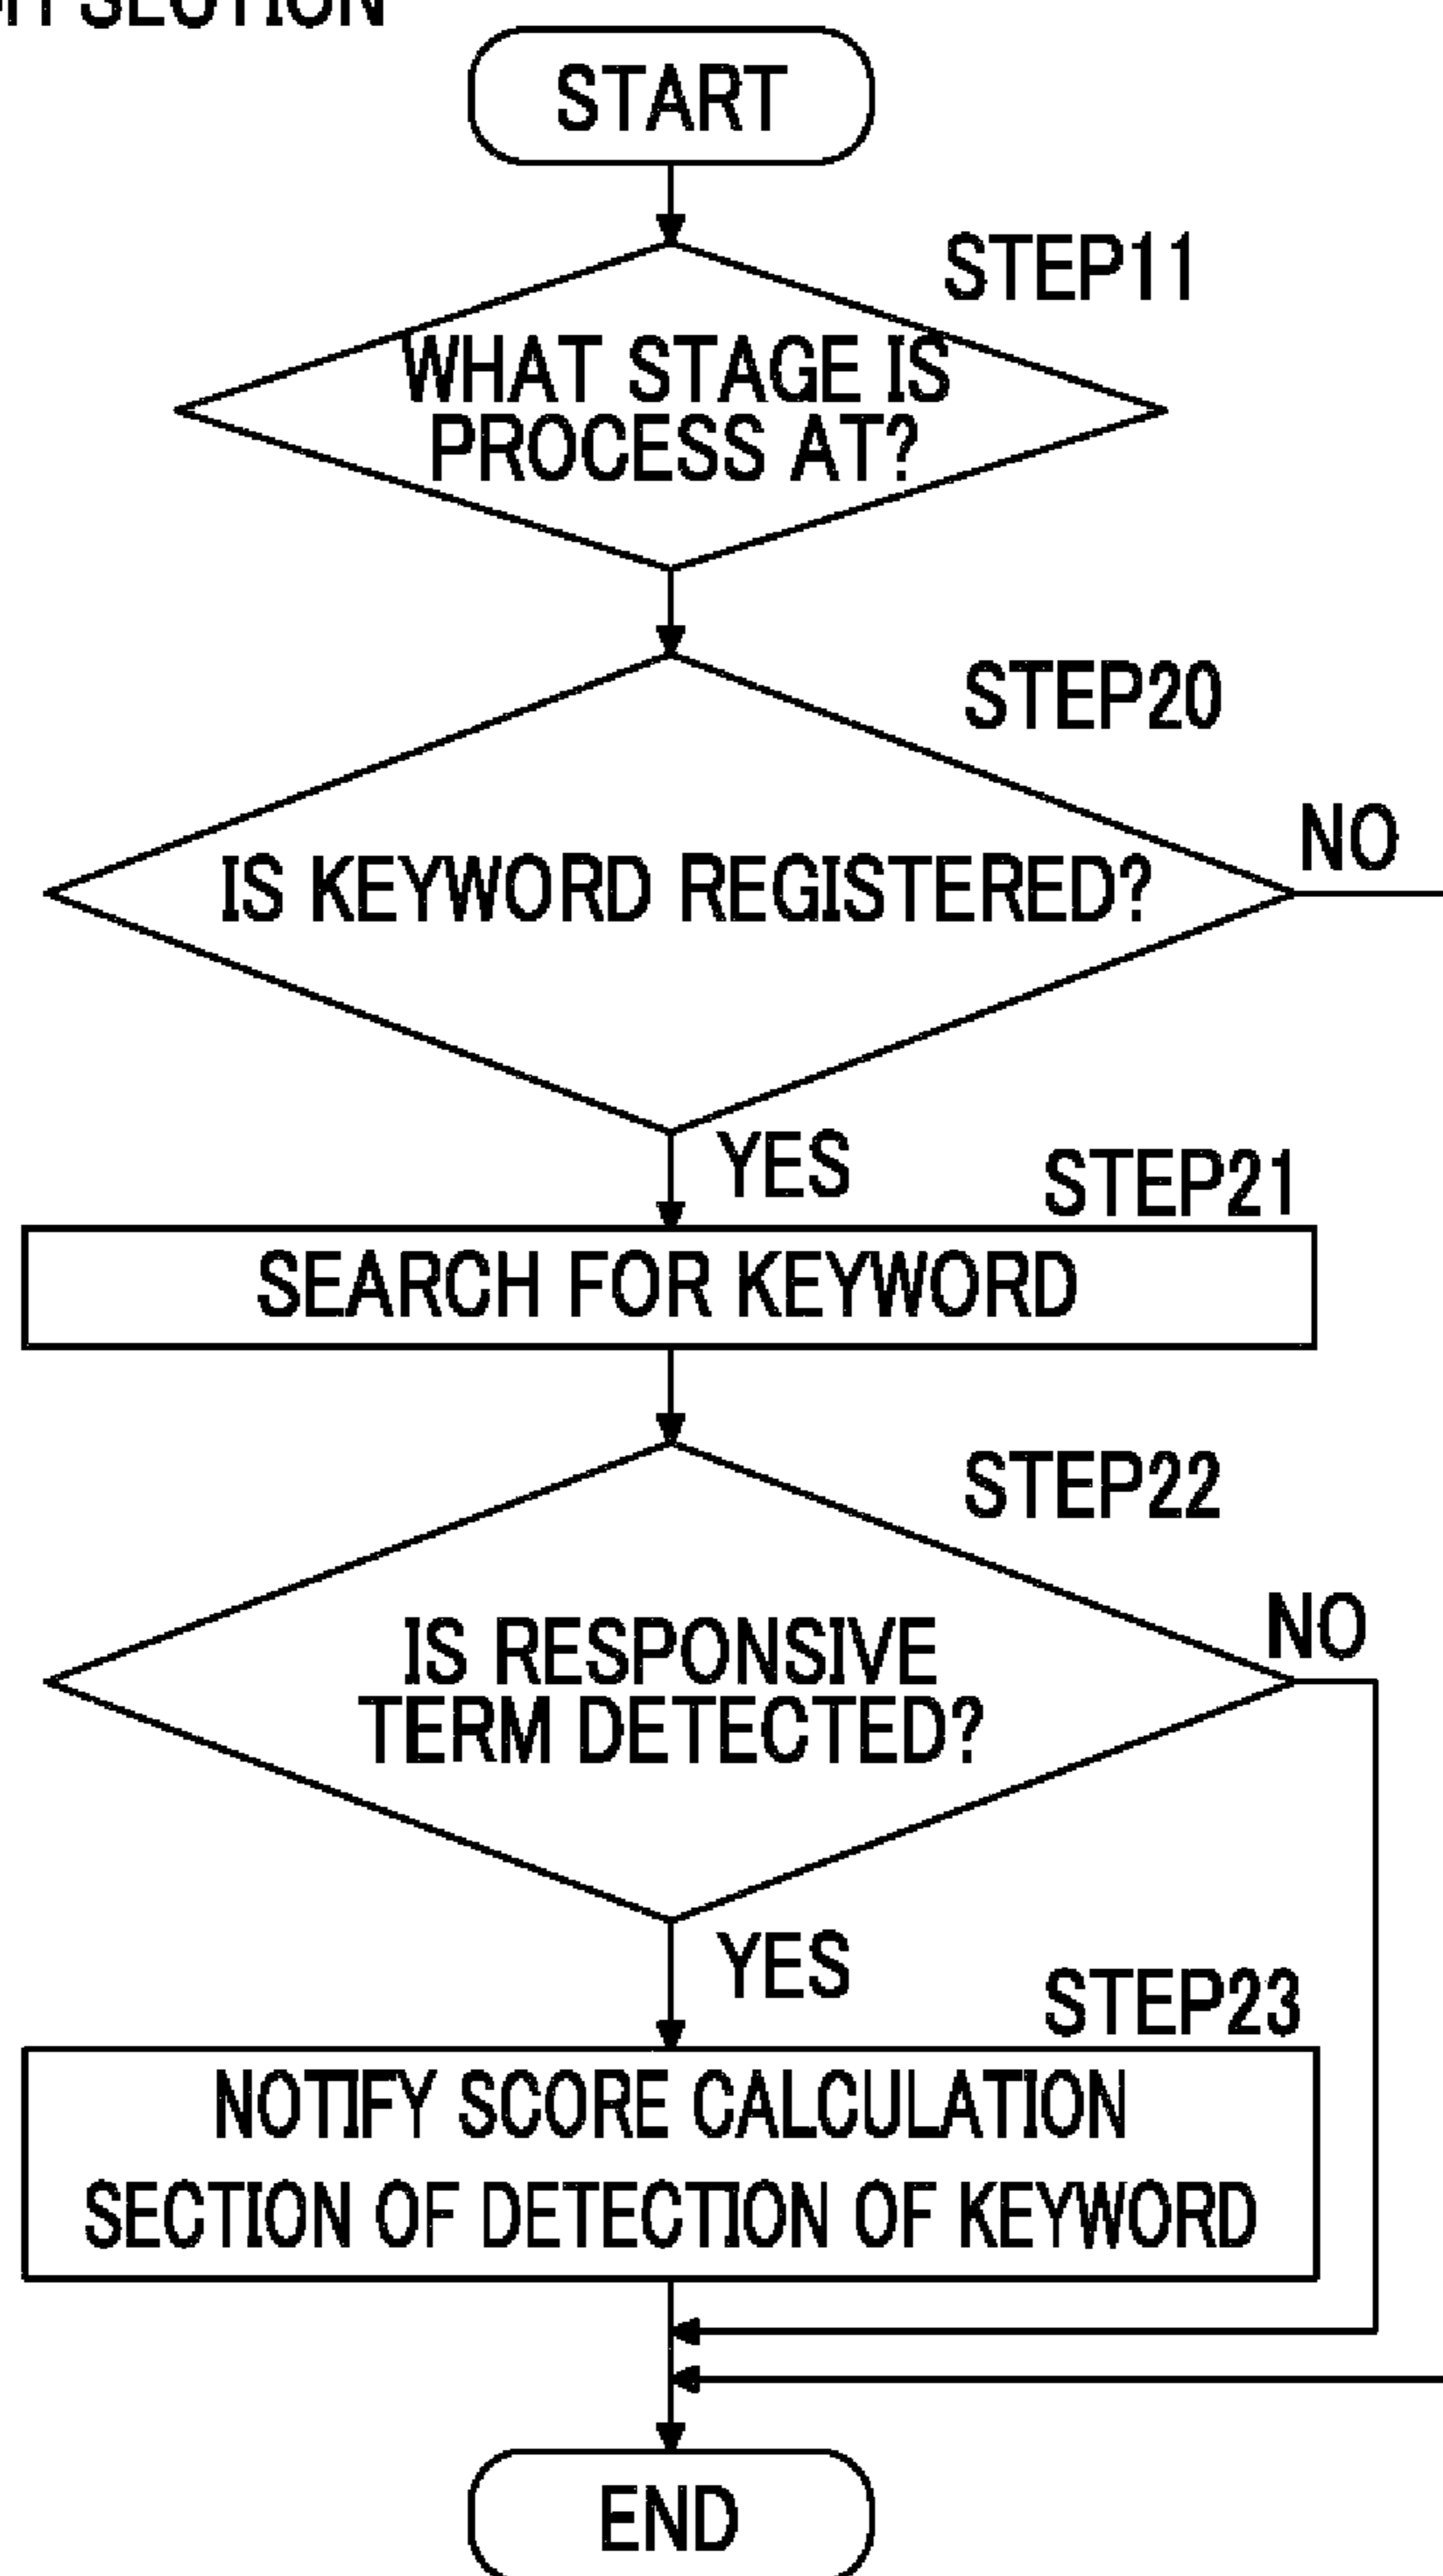 SECTION
START
STEP11
WHAT STAGE IS
PROCESS AT?
STEP20
NO
IS KEYWORD REGISTERED?
YES
STEP21
SEARCH FOR KEYWORD
STEP22
NO
IS RESPONSIVE
TERM DETECTED?
YES
STEP23
NOTIFY SCORE CALCULATION
SECTION OF DETECTION OF KEYWORD
END